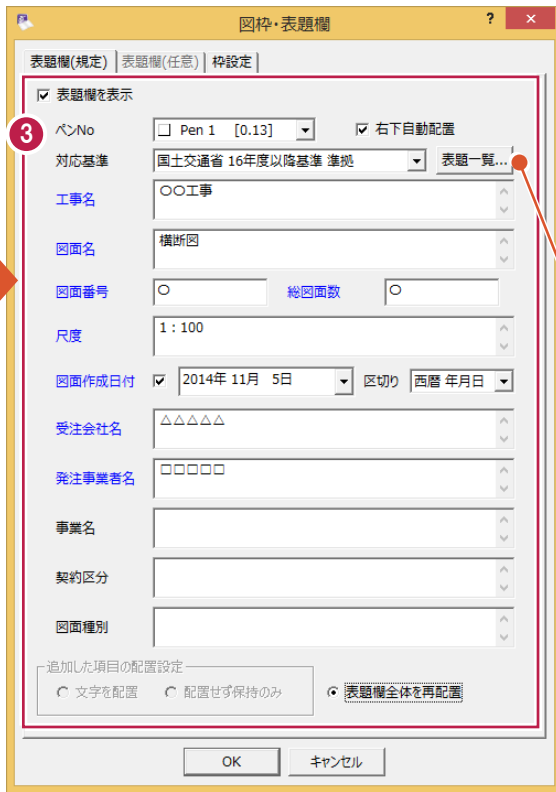 図枠・表題欄
? ×
表題欄(規定) 表題欄(任意) 枠設定
表題欄を表示
3
ペンNo Pen 1 [0.13] 右下自動配置
対応基準 国土交通省 16年度以降基準 準拠 表題一覧...
工事名 〇〇工事
図面名 横断図
図面番号 〇 総図面数 〇
尺度 1:100
図面作成日付 2014年 11月 5日 区切り 西暦 年月日
受注会社名 △△△△△
発注事業者名 □□□□□
事業名
契約区分
図面種別
追加した項目の配置設定
文字を配置 配置せず保持のみ 表題欄全体を再配置
OK キャンセル